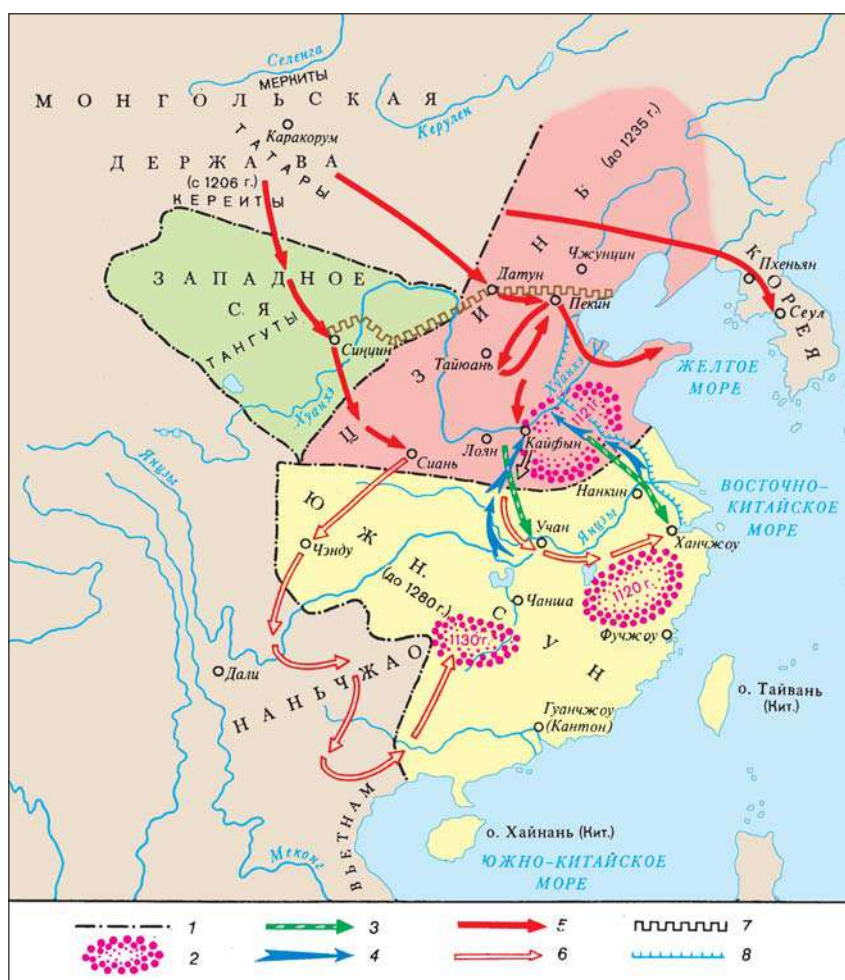 Селенга
МЕРКИТЫ
МОНГОЛЬСКАЯ
Керулен
Каракорум
ТАТАРЫ
ДЕРЖАВА
(с 1206 г.)
КЕРЕИТЫ
ЦЗИНЬ
(до 1235 г.)
ЗАПАДНОЕ
СЯ
ТАНГУТЫ
Синцин
Датун
Чжунцин
Пекин
КОРЕЯ
Пхеньян
Сеул
Тайюань
Хуанхэ
Хуанхэ
ЖЕЛТОЕ
МОРЕ
1121г.
Лоян
Кайфын
Сиань
Янцзы
Нанкин
ВОСТОЧНО-
КИТАЙСКОЕ
МОРЕ
ЮЖН. СУН
(до 1280 г.)
Чэнду
Учан
Янцзы
Ханчжоу
1120 г.
Чанша
1130г.
Фучжоу
Дали
НАНЬЧЖАО
Гуанчжоу
(Кантон)
о. Тайвань
(Кит.)
ВЬЕТНАМ
Меконг
о. Хайнань (Кит.)
ЮЖНО-КИТАЙСКОЕ
МОРЕ
1 3 5 7
2 4 6 8